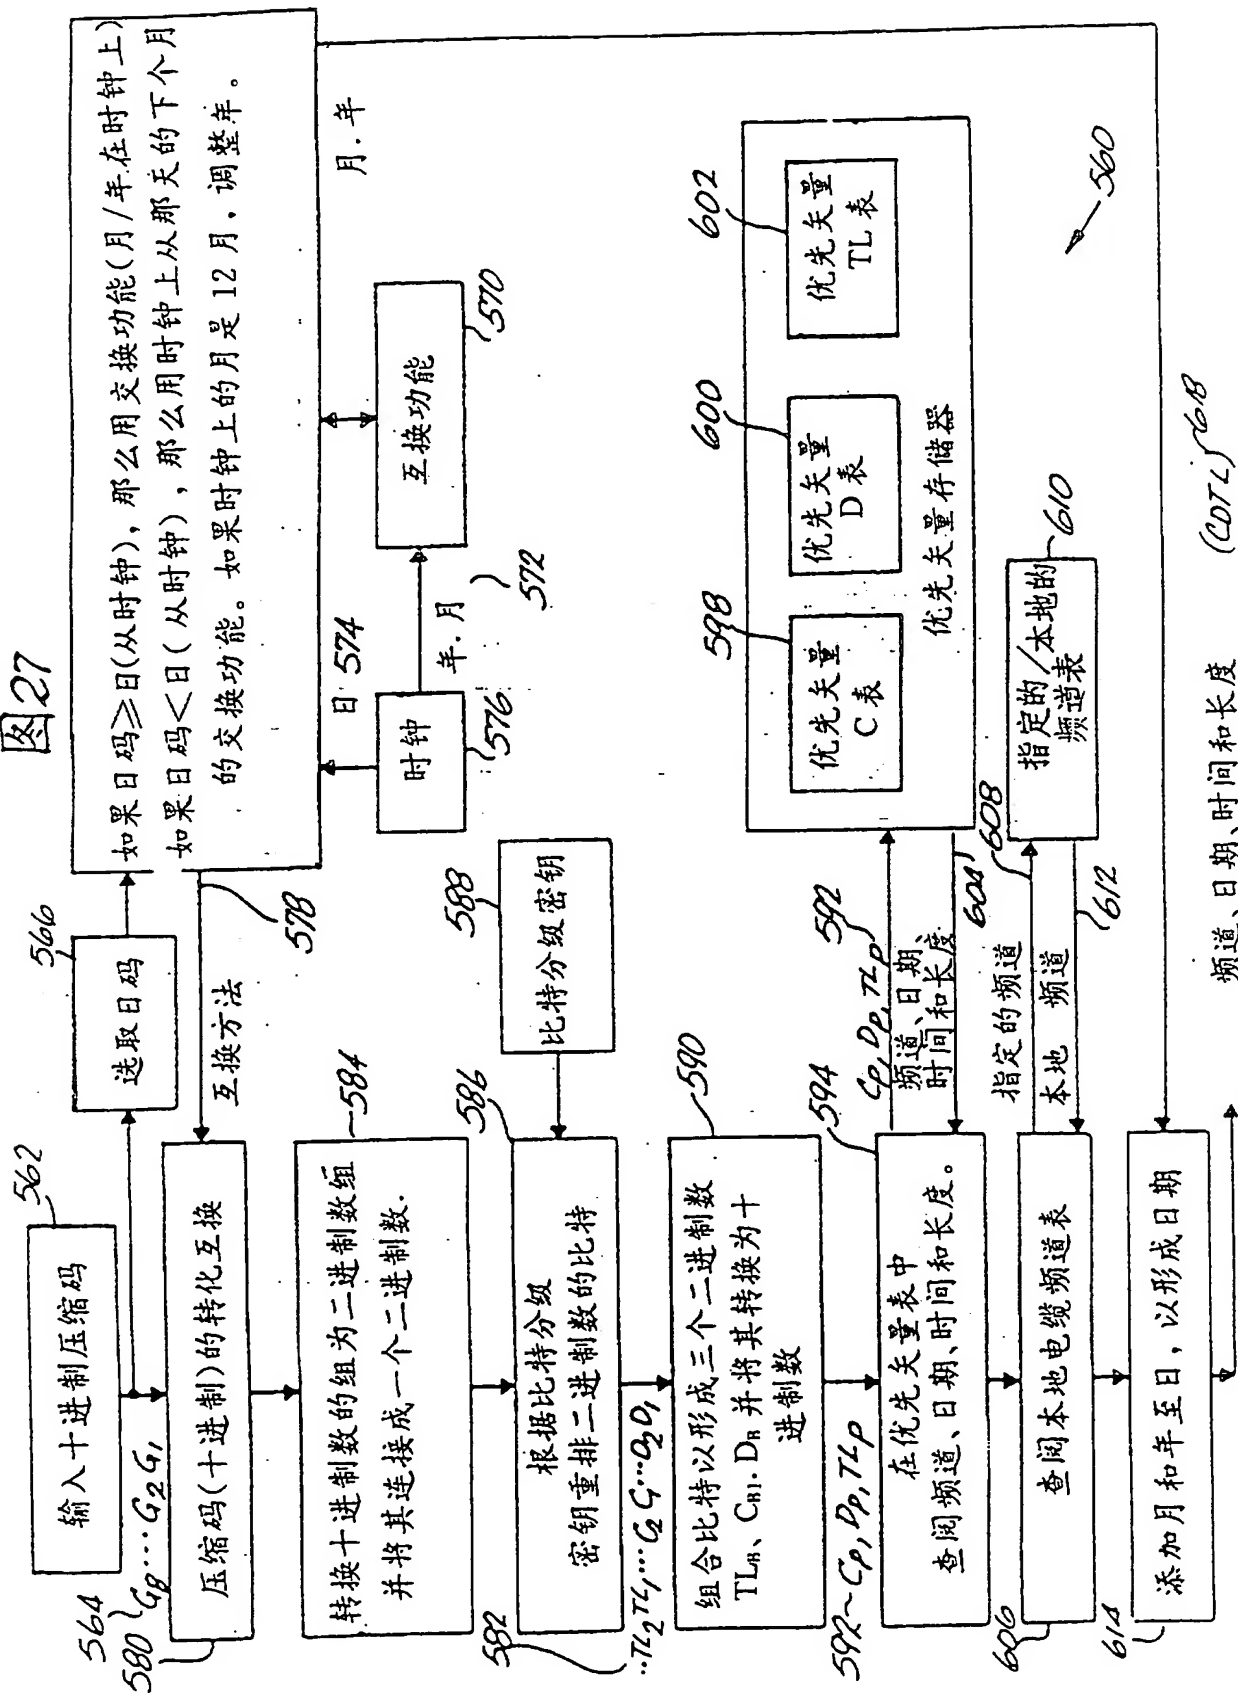 图27
562
输入十进制压缩码
564
G8····G2G1
566
选取日码
如果日码≥日(从时钟),那么用交换功能(月/年在时钟上)
如果日码<日(从时钟),那么用时钟上从那天的下个月
的交换功能。如果时钟上的月是12月,调整年。
月.年
578
互换方法
日 574
时钟
576
年.月
572
互换功能
570
580
压缩码(十进制)的转化互换
584
转换十进制数的组为二进制数组
并将其连接成一个二进制数.
582
586
根据比特分级
密钥重排二进制数的比特
588
比特分级密钥
··TL2TL1···C2C1···D2D1
590
组合比特以形成三个二进制数
TLB、CB1.DB并将其转换为十
进制数
592~CP,DP,TLP
594
在优先矢量表中
查阅频道、日期、时间和长度。
CP,DP,TLP
592
频道、日期、
时间和长度
604
598
优先矢量
C表
600
优先矢量
D表
602
优先矢量
TL表
优先矢量存储器
560
606
查阅本地电缆频道表
指定的频道
608
本地 频道
612
指定的/本地的
频道表
610
614
添加月和年至日,以形成日期
频道、日期、时间和长度
(CDTL)
618